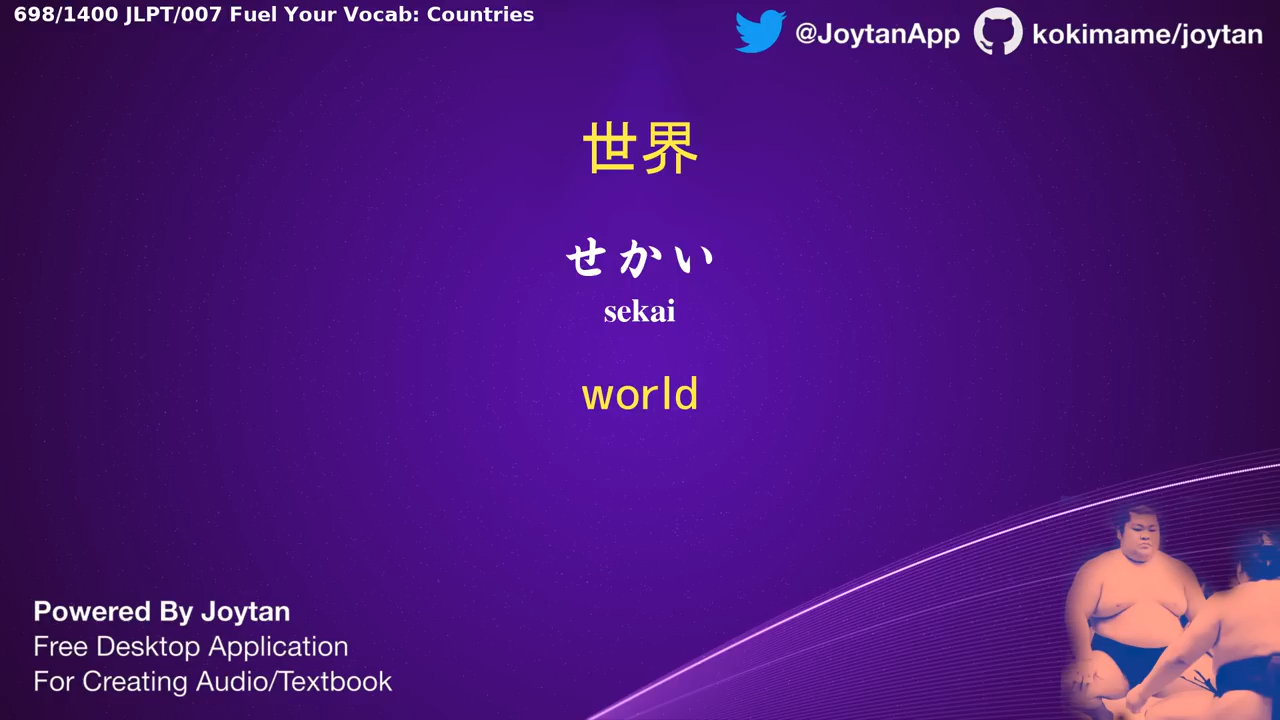 698/1400 JLPT/007 Fuel Your Vocab: Countries
@JoytanApp kokimame/joytan
世界
せかい
sekai
world
Powered By Joytan
Free Desktop Application
For Creating Audio/Textbook